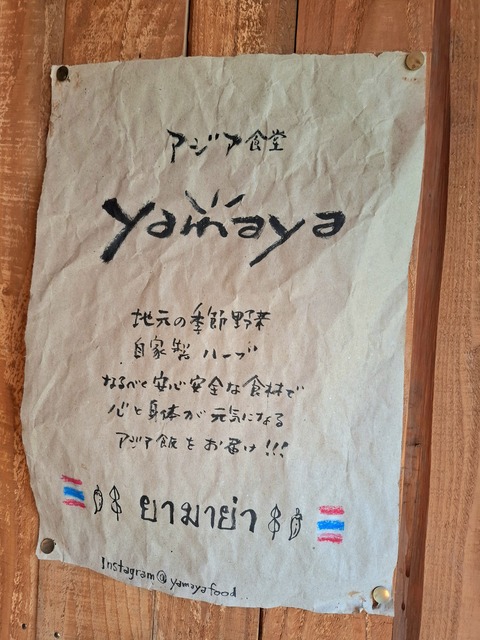 アジア食堂
yamaya
地元の季節野菜
自家製 ハーブ
なるべく安心安全な食材で
心と身体が元気になる
アジア飯をお届け!!!
ยามาย่า
Instagram@yamayafood